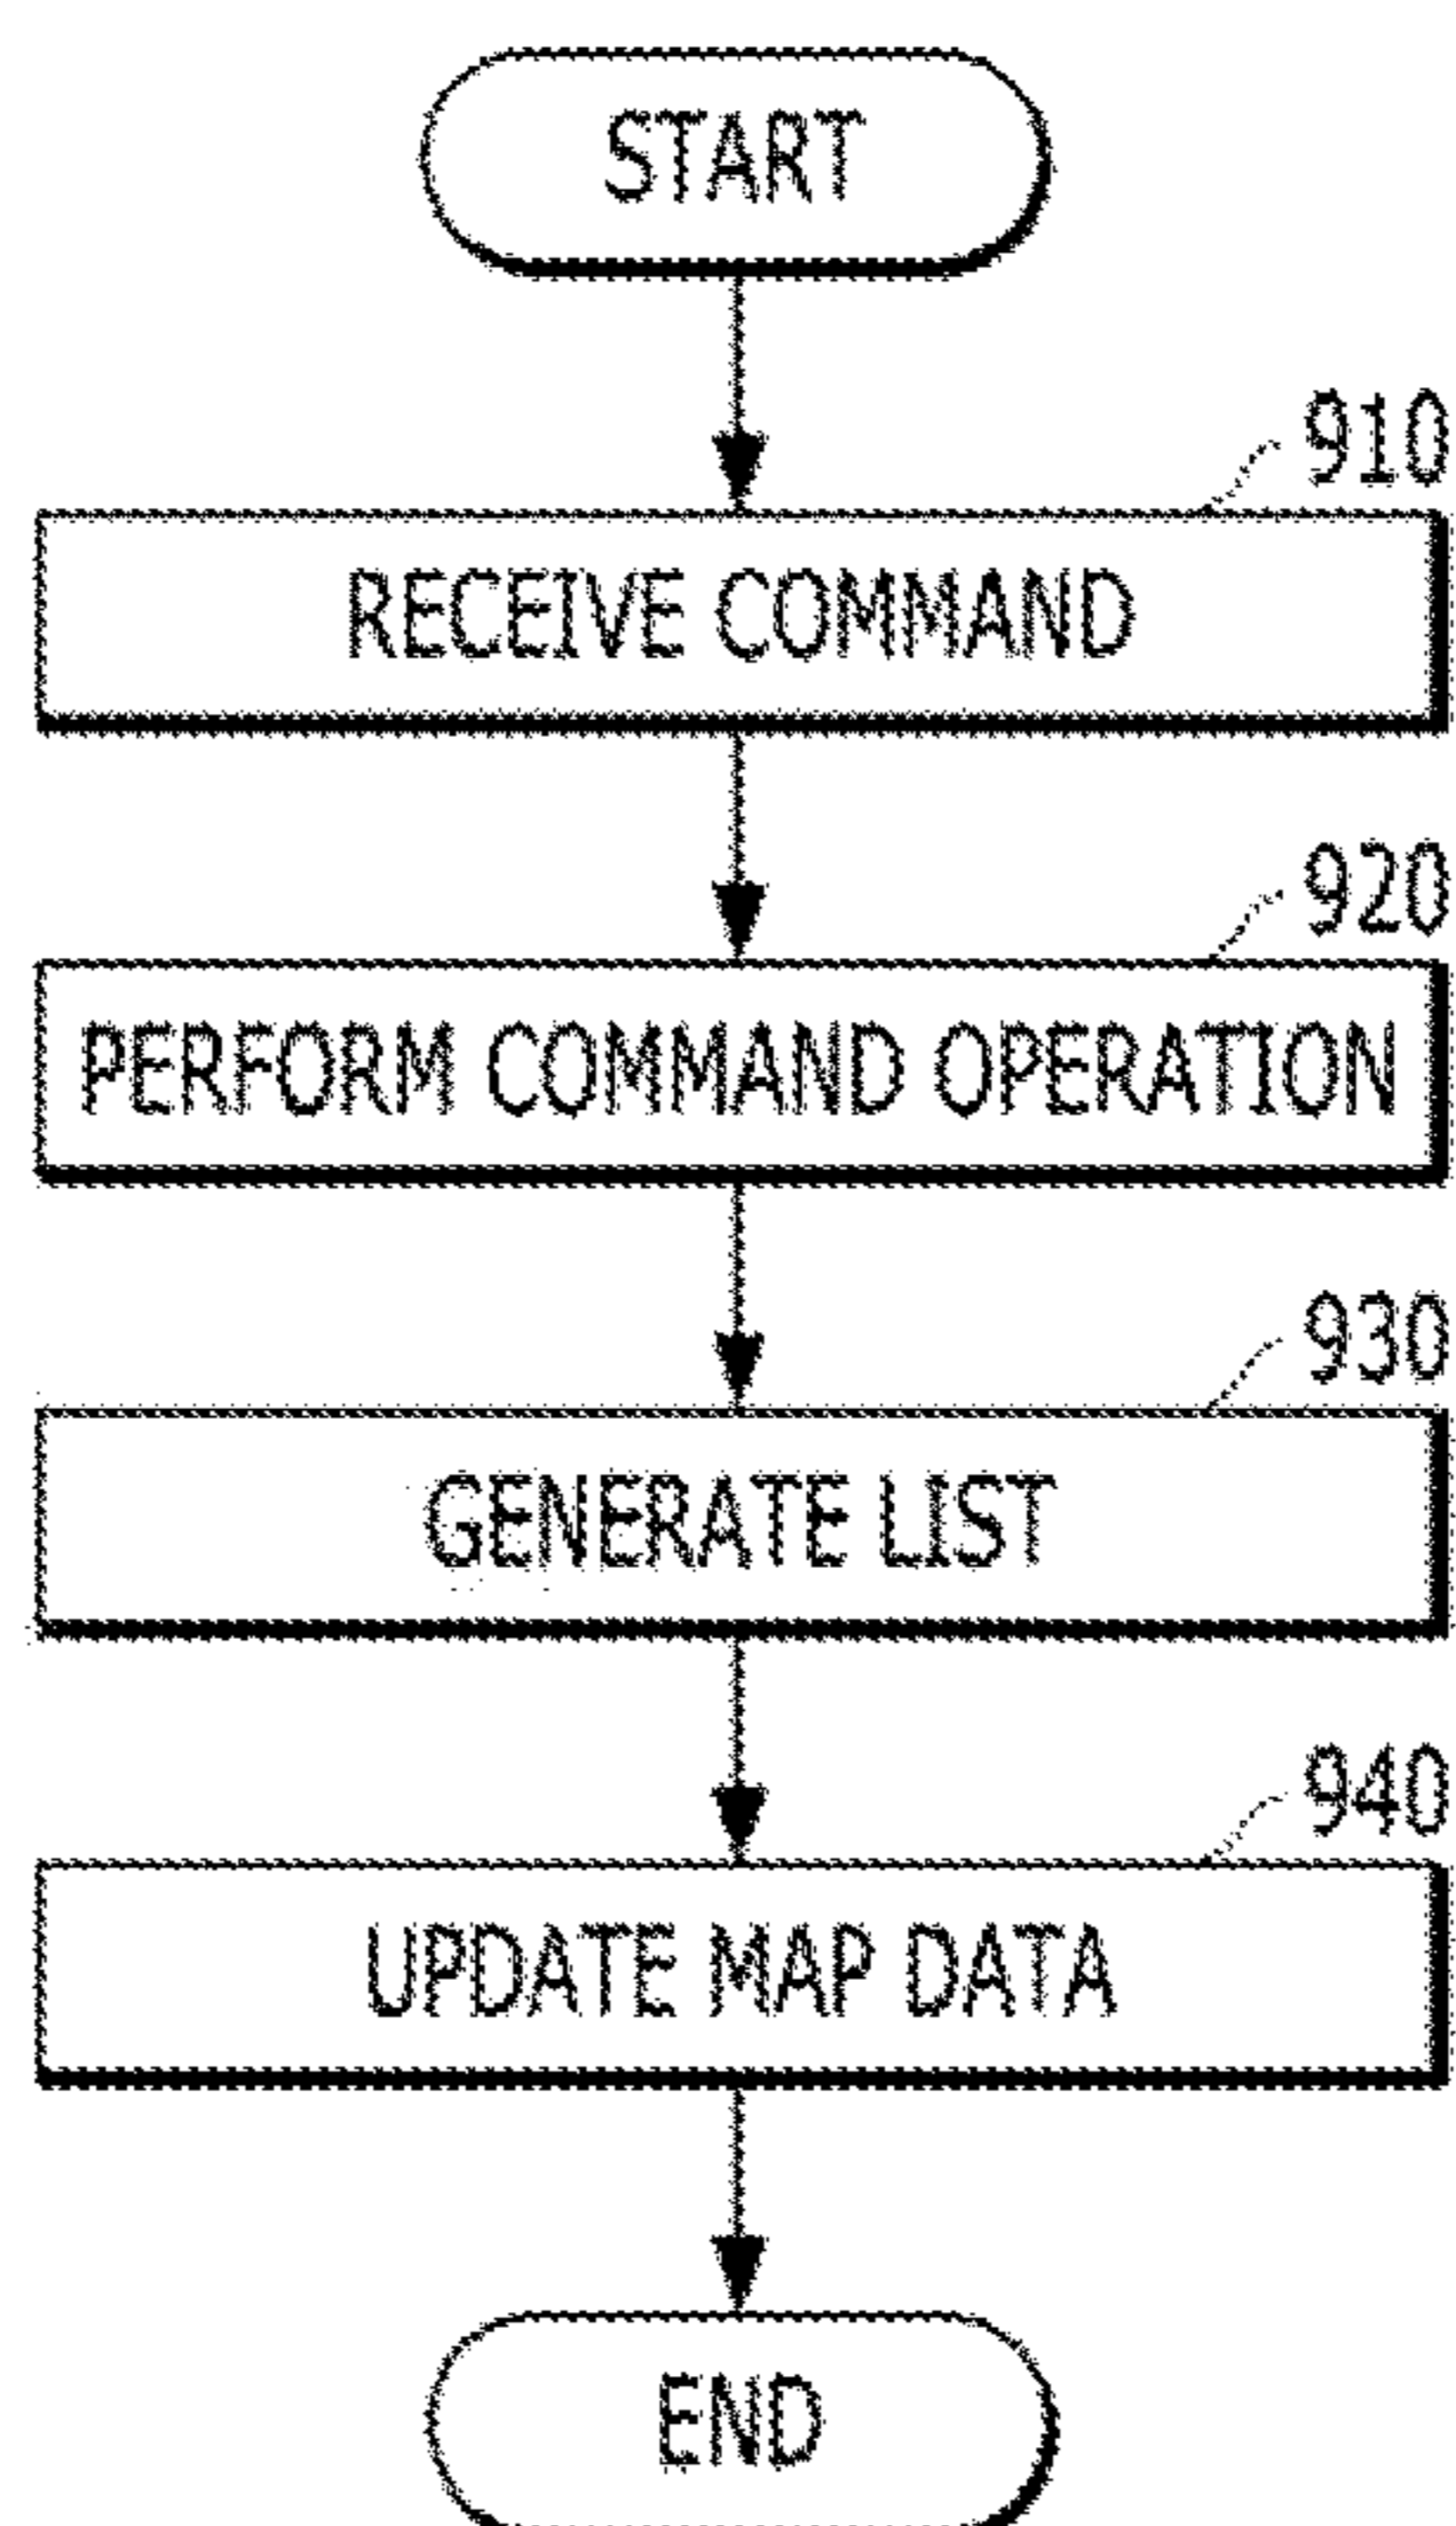 START
910
RECEIVE COMMAND
920
PERFORM COMMAND OPERATION
930
GENERATE LIST
940
UPDATE MAP DATA
END